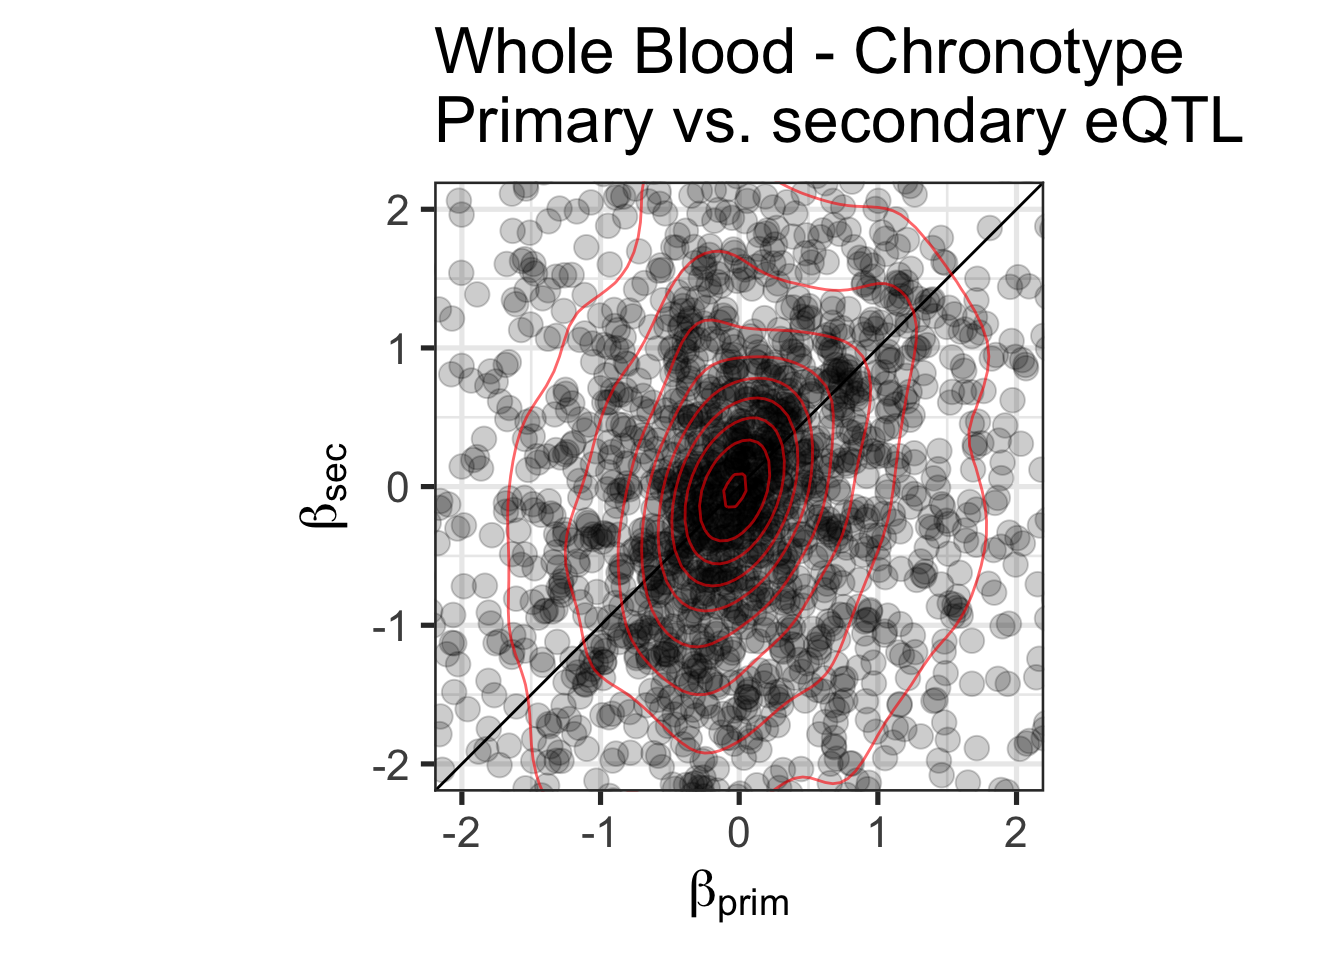 Whole Blood - Chronotype
Primary vs. secondary eQTL
2
1
0
-1
-2
βsec
-2 -1 0 1 2
βprim